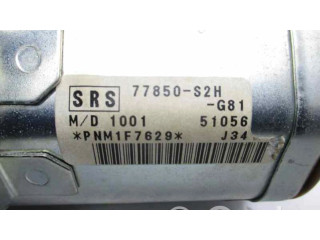 SRS 77850-S2H
-G81
M/D 1001 51056
*PNM1F7629* J34